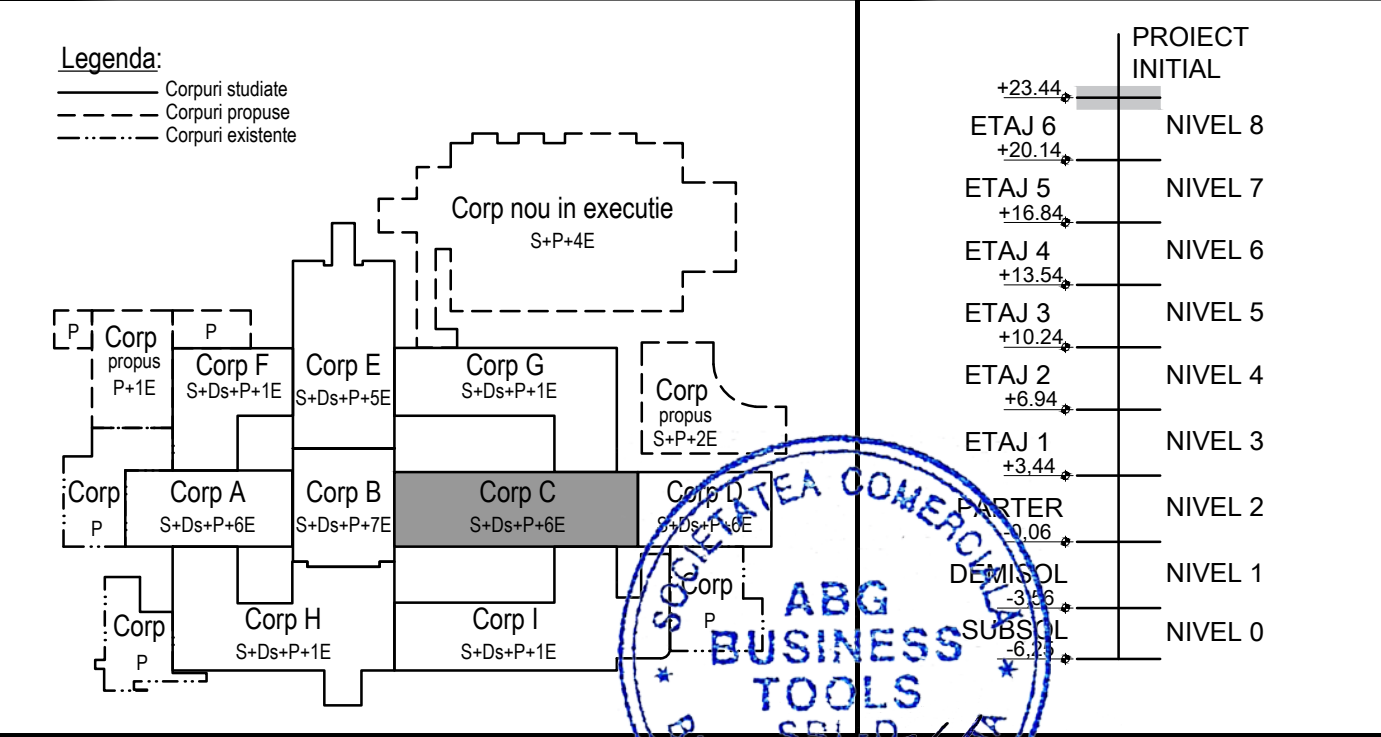 Legenda:
Corpuri studiate
Corpuri propuse
Corpuri existente
Corp nou in executie
S+P+4E
P
Corp
propus
P+1E
P
Corp F
S+Ds+P+1E
Corp E
S+Ds+P+5E
Corp G
S+Ds+P+1E
Corp
propus
S+P+2E
Corp
P
Corp A
S+Ds+P+6E
Corp B
S+Ds+P+7E
Corp C
S+Ds+P+6E
Corp D
S+Ds+P+6E
Corp
P
Corp H
S+Ds+P+1E
Corp I
S+Ds+P+1E
Corp
P
SOCIETATEA COMERCIALA
ABG
BUSINESS
TOOLS
PROIECT
INITIAL
+23.44
ETAJ 6 NIVEL 8
+20.14
ETAJ 5 NIVEL 7
+16.84
ETAJ 4 NIVEL 6
+13.54
ETAJ 3 NIVEL 5
+10.24
ETAJ 2 NIVEL 4
+6.94
ETAJ 1 NIVEL 3
+3,44
PARTER NIVEL 2
-0,06
DEMISOL NIVEL 1
-3.56
SUBSOL NIVEL 0